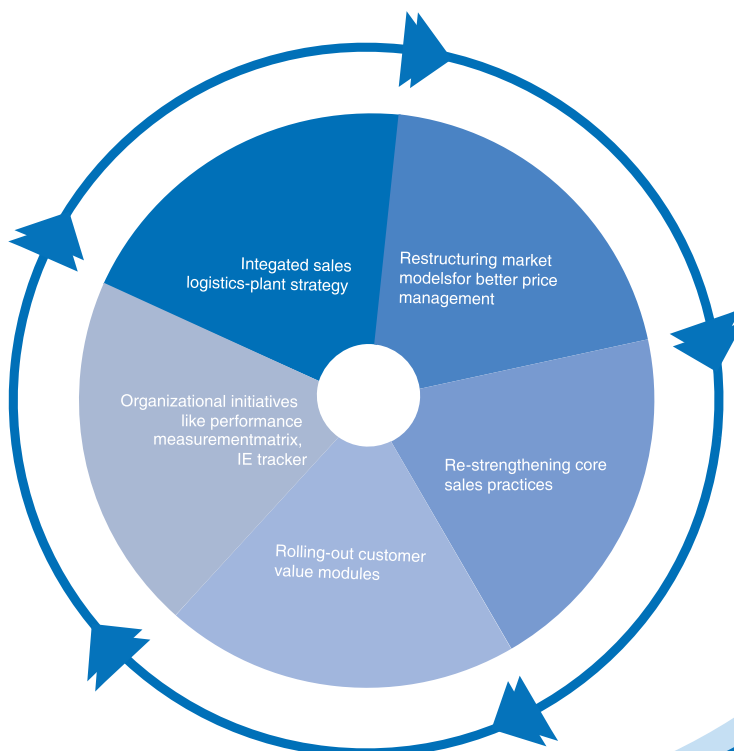 Integated sales
logistics-plant strategy
Restructuring market
modelsfor better price
management
Re-strengthening core
sales practices
Rolling-out customer
value modules
Organizational initiatives
like performance
measurementmatrix,
IE tracker